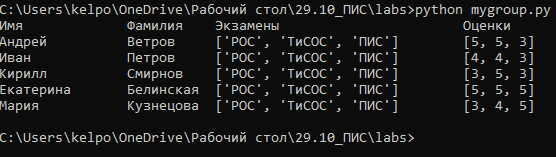 C:\Users\kelpo\OneDrive\Рабочий стол\29.10_ПИС\labs>python mygroup.py
Имя Фамилия Экзамены Оценки
Андрей Ветров ['РОС', 'ТиСОС', 'ПИС'] [5, 5, 3]
Иван Петров ['РОС', 'ТиСОС', 'ПИС'] [4, 4, 3]
Кирилл Смирнов ['РОС', 'ТиСОС', 'ПИС'] [3, 5, 3]
Екатерина Белинская ['РОС', 'ТиСОС', 'ПИС'] [5, 5, 5]
Мария Кузнецова ['РОС', 'ТиСОС', 'ПИС'] [3, 4, 5]
C:\Users\kelpo\OneDrive\Рабочий стол\29.10_ПИС\labs>